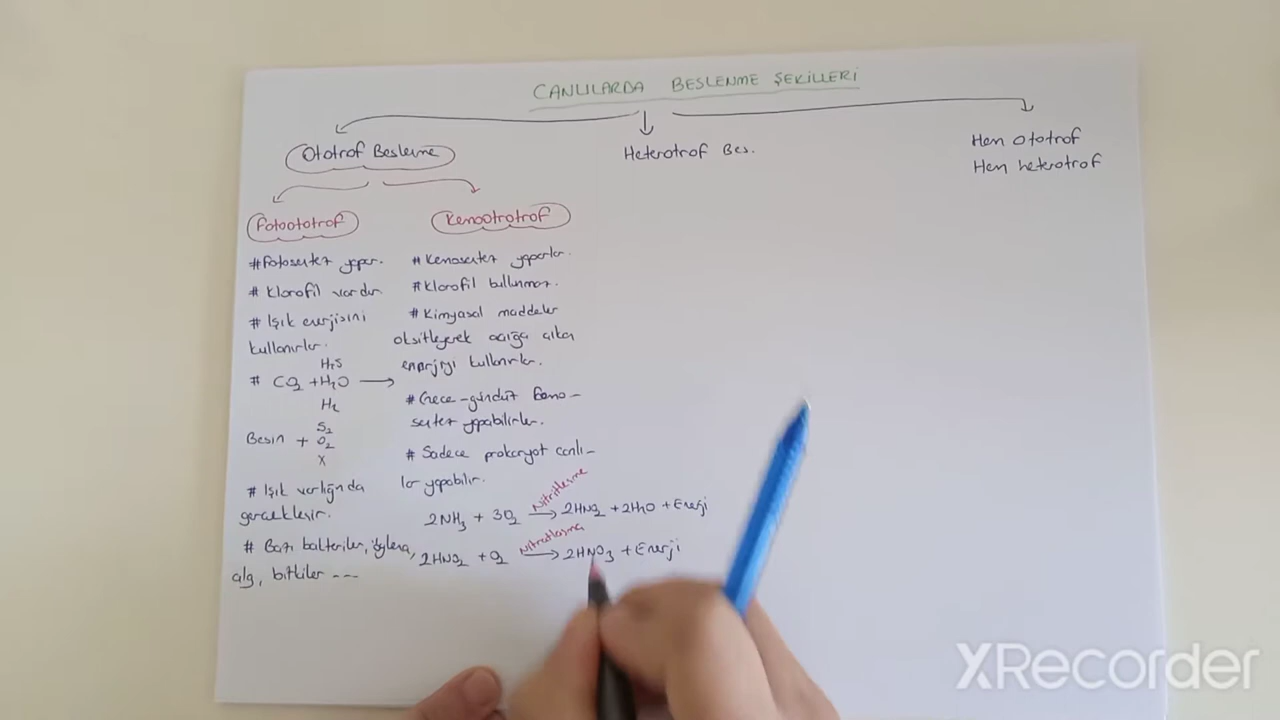 CANLILARDA BESLENME ŞEKİLLERİ
Ototrof Beslenme
Heterotrof Bes.
Hem ototrof
Hem heterotrof
Fotoototrof
Kemoototrof
#Fotosentez yapar.
# Klorofil vardır
# Işık enerjisini
kullanırlar.
H₂S
# CO₂ + H₂O →
H₂
S₂
Besin + O₂
X
# Işık varlığında
gerçekleşir.
# Bazı bakteriler, öglena,
alg, bitkiler ---
# Kemosentez yaparlar.
#Klorofil bulunmaz.
# Kimyasal maddeler
oksitleyerek açığa çıkan
enerjiyi kullanırlar.
# Gece-gündüz kemo-
sentez yapabilirler.
# Sadece prokaryot canlı-
lar yapabilir.
Nitritleşme
2NH₃ + 3O₂ → 2HNO₂ + 2H₂O + Enerji
Nitratlaşma
2HNO₂ + O₂ → 2HNO₃ + Enerji
XRecorder